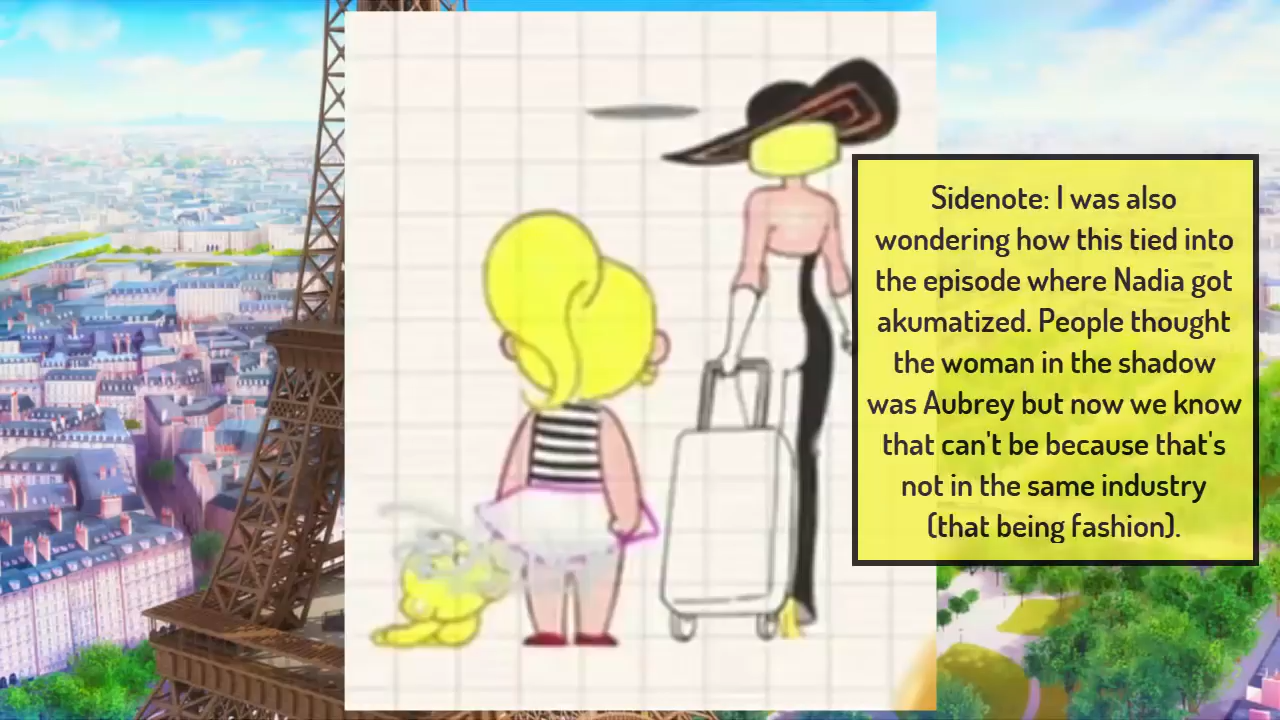 Sidenote: I was also
wondering how this tied into
the episode where Nadia got
akumatized. People thought
the woman in the shadow
was Aubrey but now we know
that can't be because that's
not in the same industry
(that being fashion).